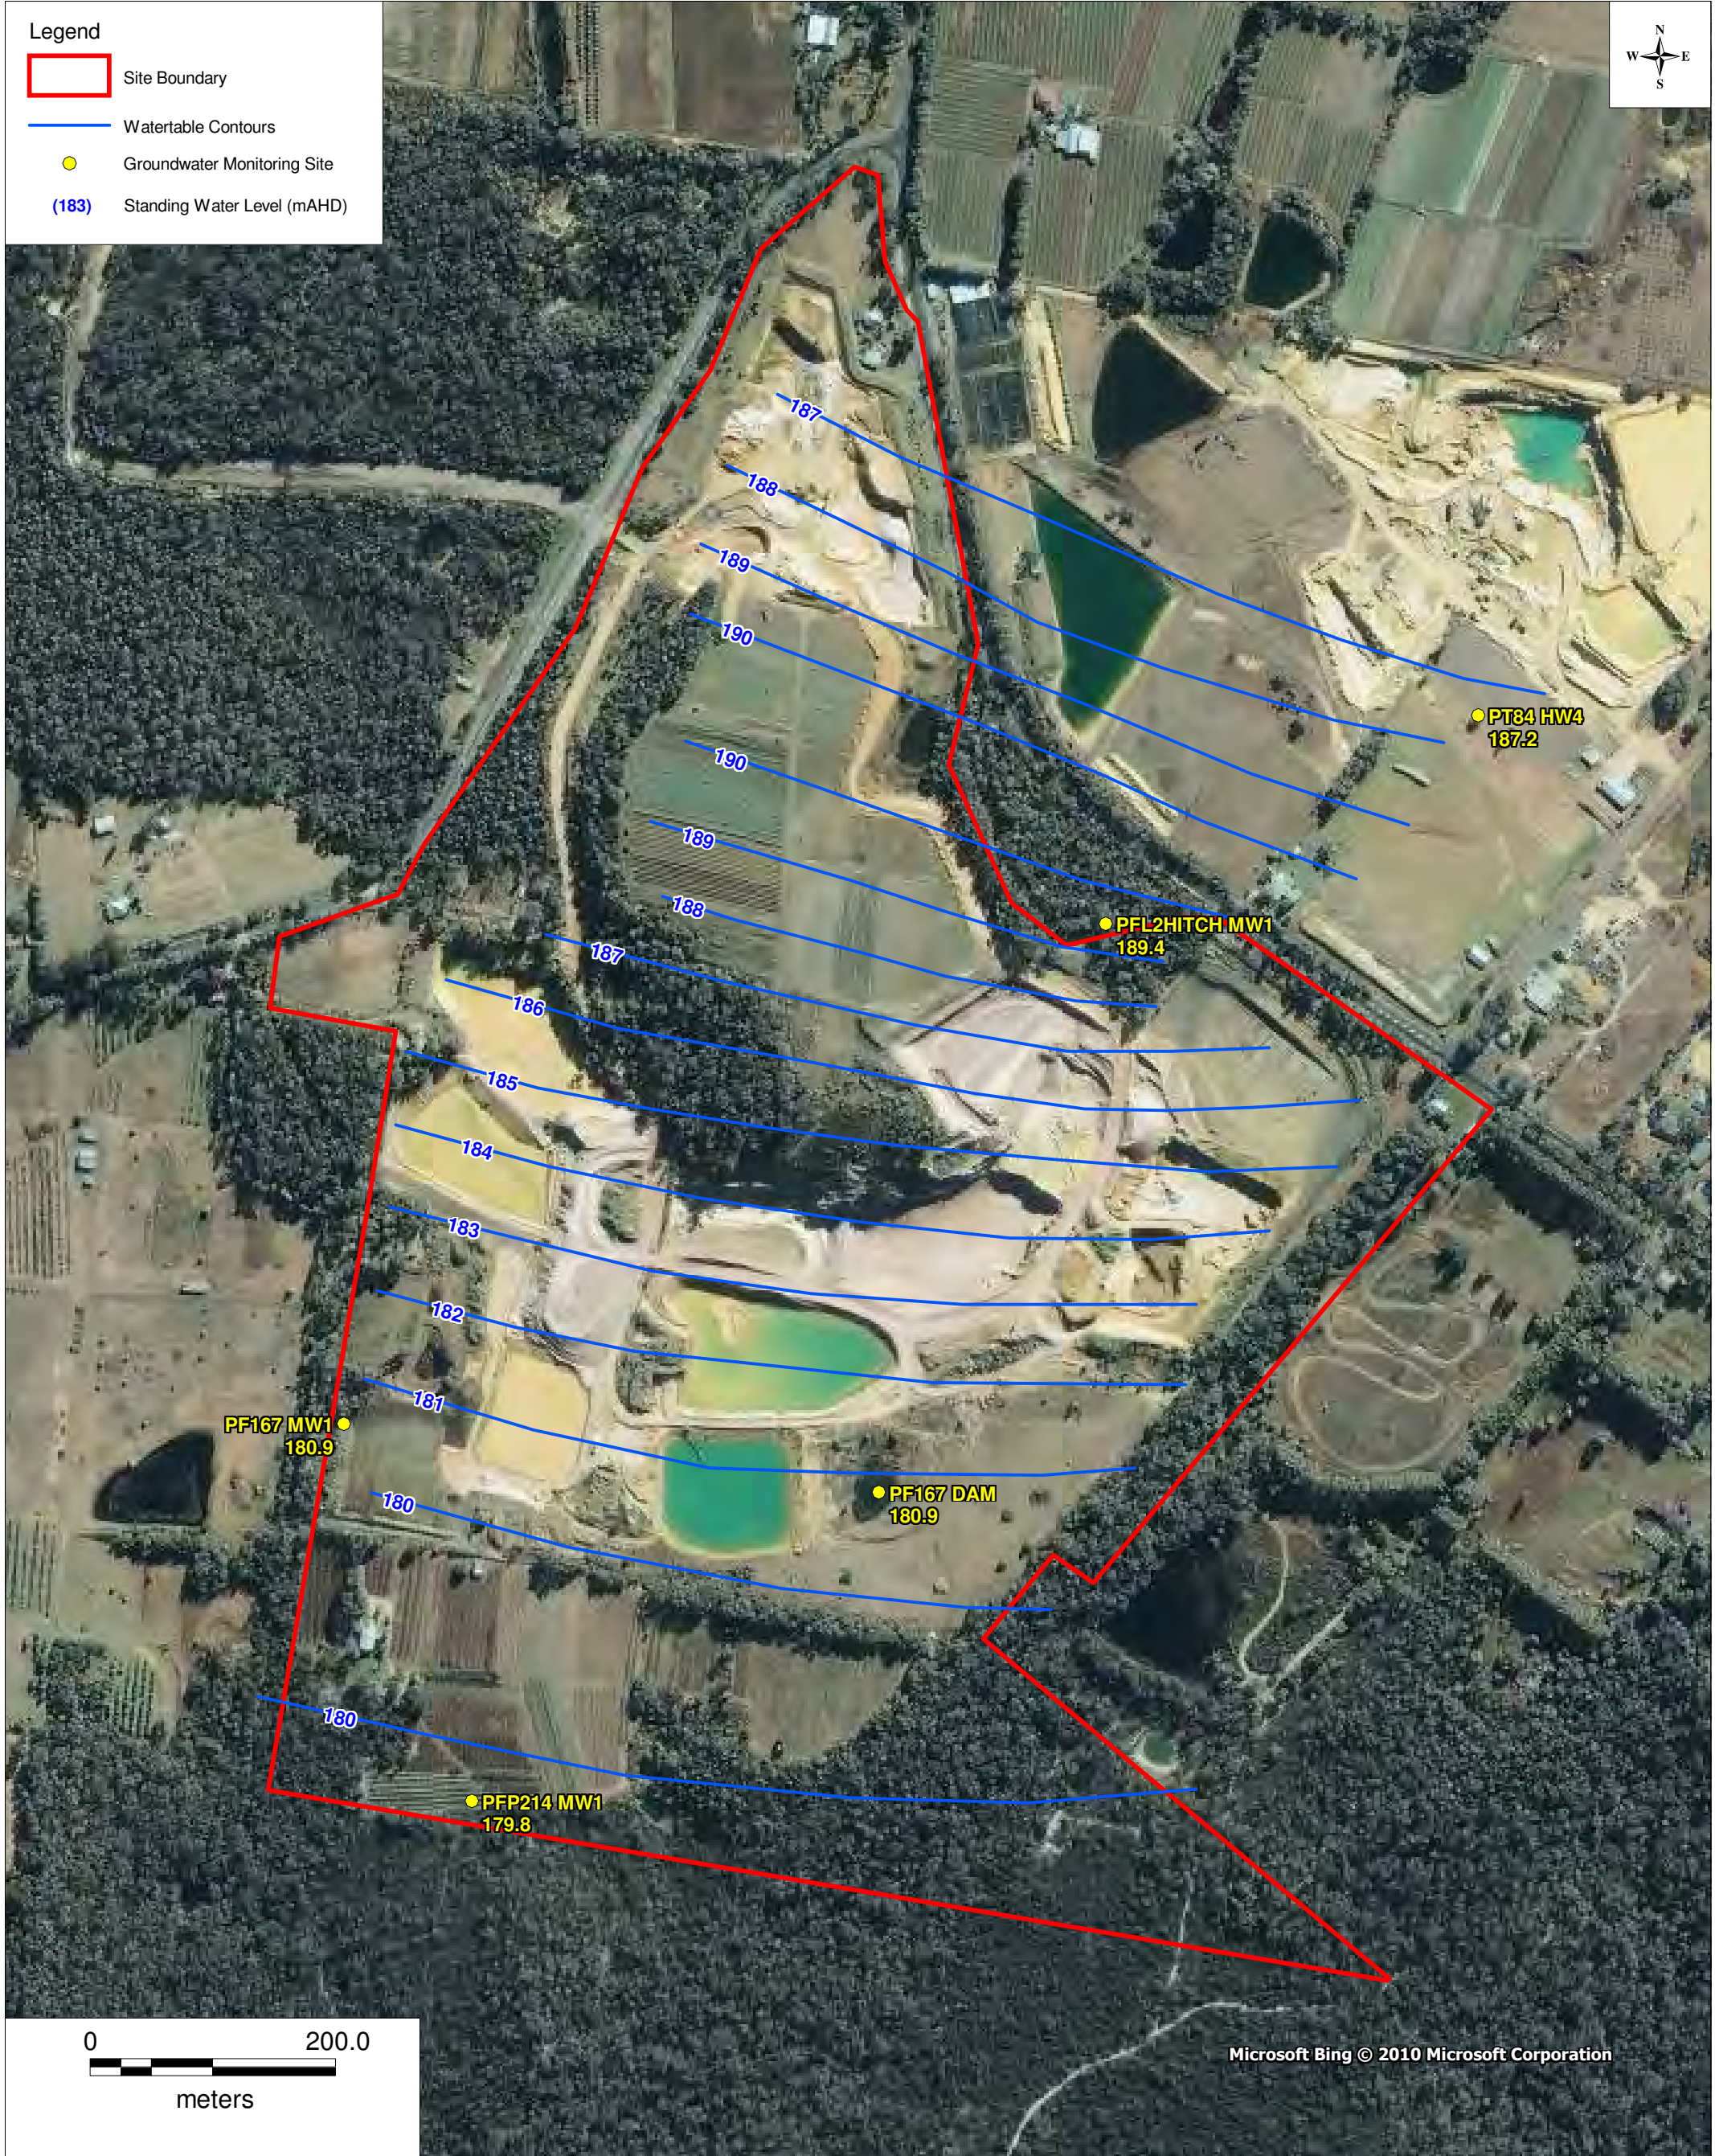 Legend
Site Boundary
Watertable Contours
Groundwater Monitoring Site
(183) Standing Water Level (mAHD)
N
W E
S
187
188
189
190
PT84 HW4
187.2
190
189
188
PFL2HITCH MW1
189.4
187
186
185
184
183
182
181
PF167 MW1
180.9
180
PF167 DAM
180.9
180
PFP214 MW1
179.8
0 200.0
meters
Microsoft Bing © 2010 Microsoft Corporation